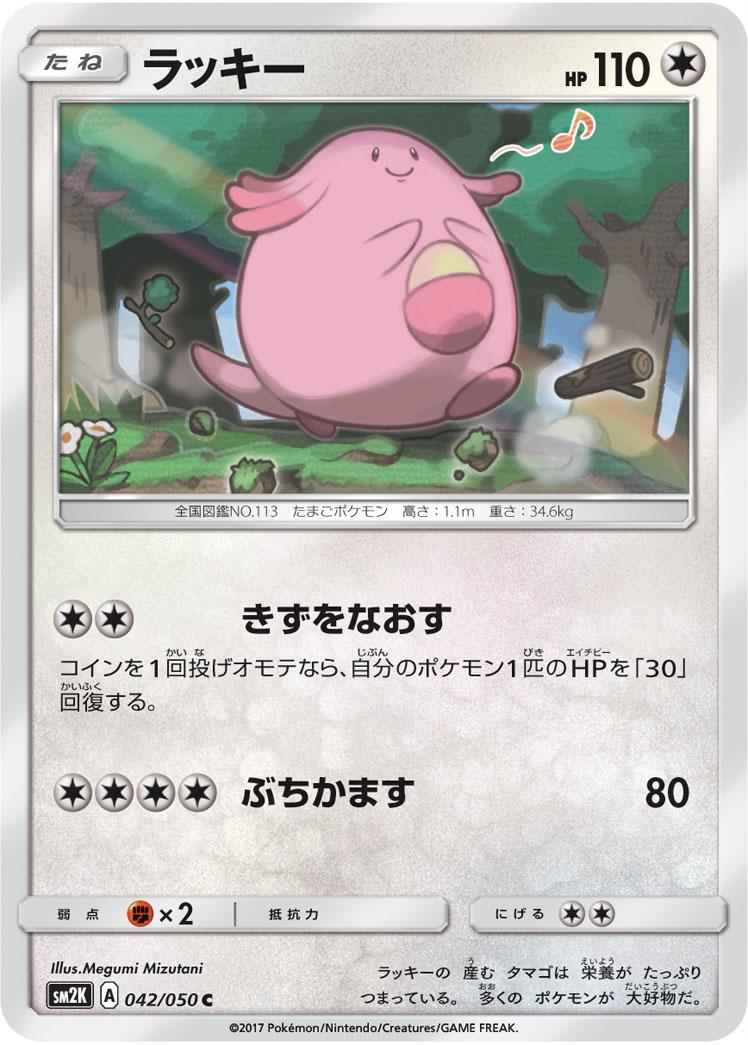 たね ラッキー HP 110
全国図鑑NO.113 たまごポケモン 高さ：1.1m 重さ：34.6kg
きずをなおす
コインを1回投げオモテなら、自分のポケモン1匹のHPを「30」
回復する。
ぶちかます 80
弱点 ×2 抵抗力 にげる
Illus.Megumi Mizutani
SM2K A 042/050 C
ラッキーの 産む タマゴは 栄養が たっぷり
つまっている。多くの ポケモンが 大好物だ。
©2017 Pokémon/Nintendo/Creatures/GAME FREAK.